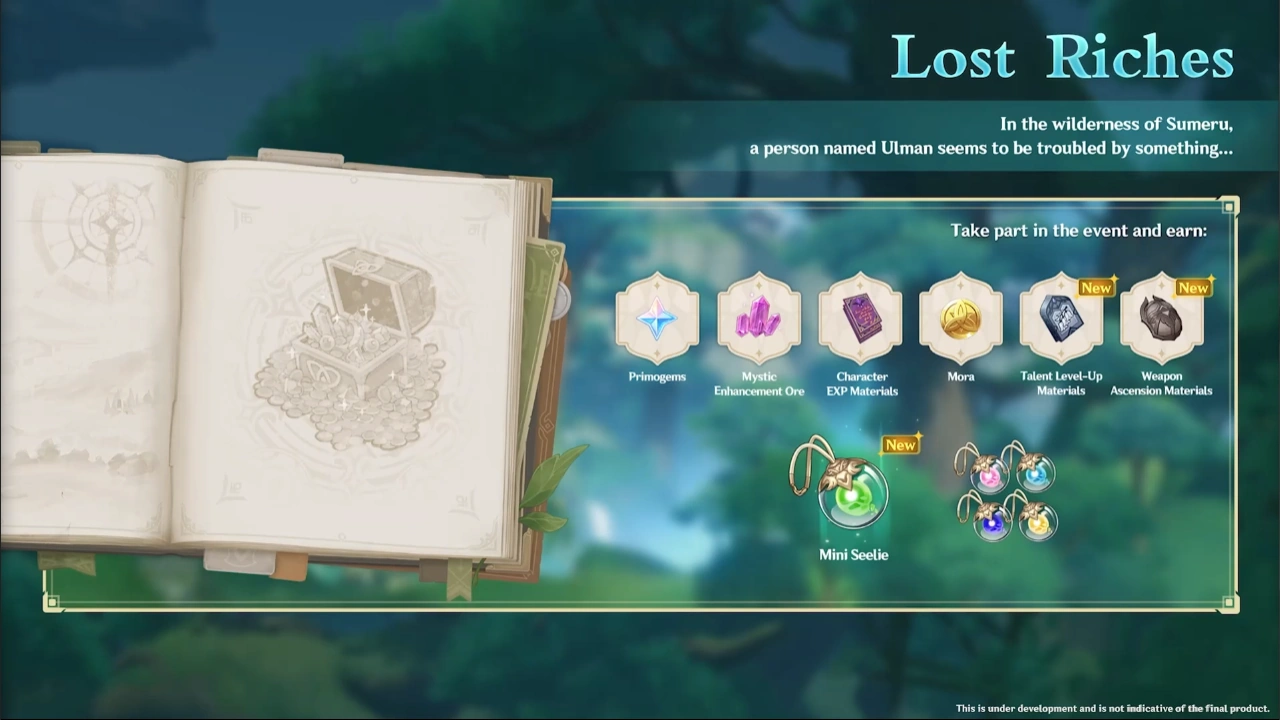 Lost Riches
In the wilderness of Sumeru,
a person named Ulman seems to be troubled by something...
Take part in the event and earn:
New
New
Primogems
Mystic
Enhancement Ore
Character
EXP Materials
Mora
Talent Level-Up
Materials
Weapon
Ascension Materials
New
Mini Seelie
This is under development and is not indicative of the final product.